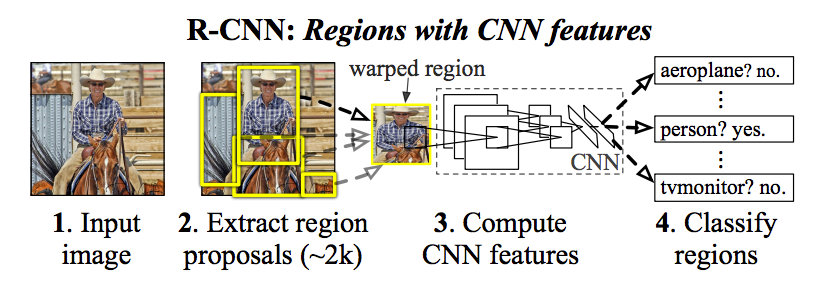 R-CNN: Regions with CNN features
warped region
aeroplane? no.
person? yes.
tvmonitor? no.
CNN
1. Input
image
2. Extract region
proposals (~2k)
3. Compute
CNN features
4. Classify
regions